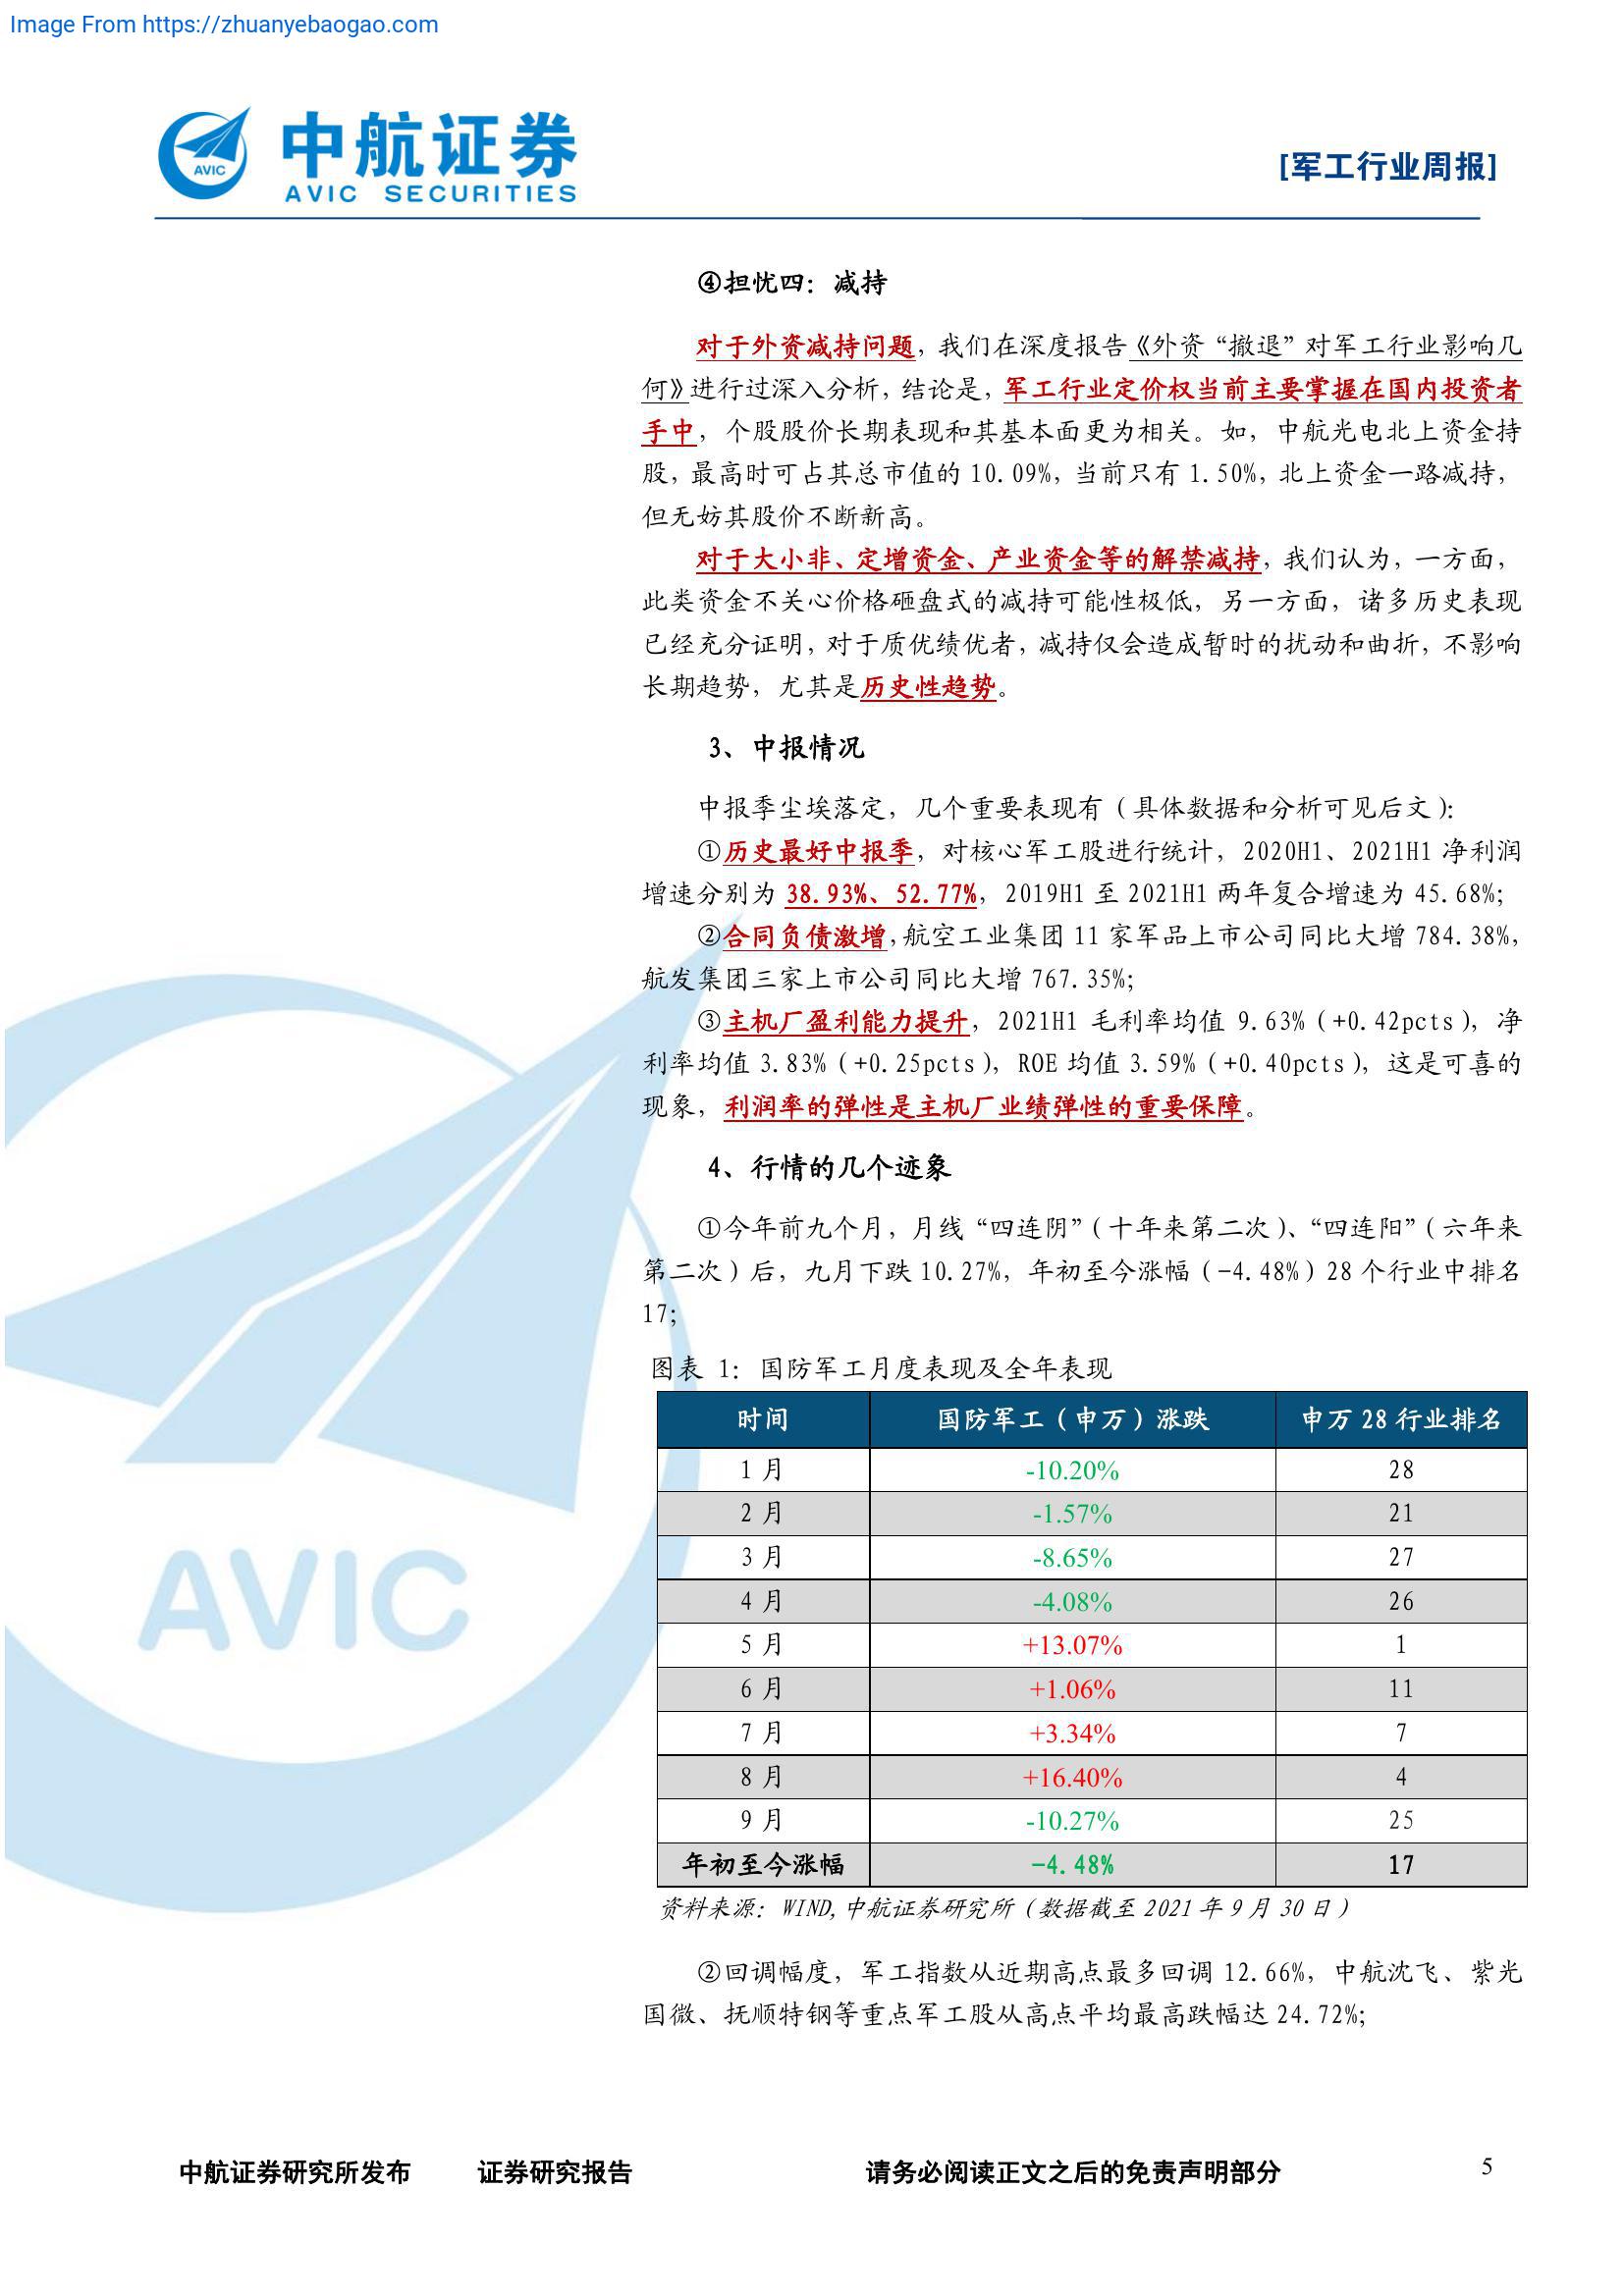 Image From https://zhuanyebaogao.com
AVIC
中航证券
AVIC SECURITIES
[军工行业周报]
④担忧四：减持
对于外资减持问题，我们在深度报告《外资“撤退”对军工行业影响几
何》进行过深入分析，结论是，军工行业定价权当前主要掌握在国内投资者
手中，个股股价长期表现和其基本面更为相关。如，中航光电北上资金持
股，最高时可占其总市值的 10.09%，当前只有 1.50%，北上资金一路减持，
但无妨其股价不断新高。
对于大小非、定增资金、产业资金等的解禁减持，我们认为，一方面，
此类资金不关心价格砸盘式的减持可能性极低，另一方面，诸多历史表现
已经充分证明，对于质优绩优者，减持仅会造成暂时的扰动和曲折，不影响
长期趋势，尤其是历史性趋势。
3、中报情况
中报季尘埃落定，几个重要表现有（具体数据和分析可见后文）：
①历史最好中报季，对核心军工股进行统计，2020H1、2021H1 净利润
增速分别为 38.93%、52.77%，2019H1 至 2021H1 两年复合增速为 45.68%；
②合同负债激增，航空工业集团 11 家军品上市公司同比大增 784.38%，
航发集团三家上市公司同比大增 767.35%；
③主机厂盈利能力提升，2021H1 毛利率均值 9.63%（+0.42pcts），净
利率均值 3.83%（+0.25pcts），ROE 均值 3.59%（+0.40pcts），这是可喜的
现象，利润率的弹性是主机厂业绩弹性的重要保障。
4、行情的几个迹象
①今年前九个月，月线“四连阴”（十年来第二次）、“四连阳”（六年来
第二次）后，九月下跌 10.27%，年初至今涨幅（-4.48%）28 个行业中排名
17；
图表 1：国防军工月度表现及全年表现
时间 国防军工（申万）涨跌 申万 28 行业排名
1 月 -10.20% 28
2 月 -1.57% 21
3 月 -8.65% 27
4 月 -4.08% 26
5 月 +13.07% 1
6 月 +1.06% 11
7 月 +3.34% 7
8 月 +16.40% 4
9 月 -10.27% 25
年初至今涨幅 -4.48% 17
资料来源：WIND,中航证券研究所（数据截至 2021 年 9 月 30 日）
AVIC
②回调幅度，军工指数从近期高点最多回调 12.66%，中航沈飞、紫光
国微、抚顺特钢等重点军工股从高点平均最高跌幅达 24.72%；
中航证券研究所发布 证券研究报告 请务必阅读正文之后的免责声明部分 5